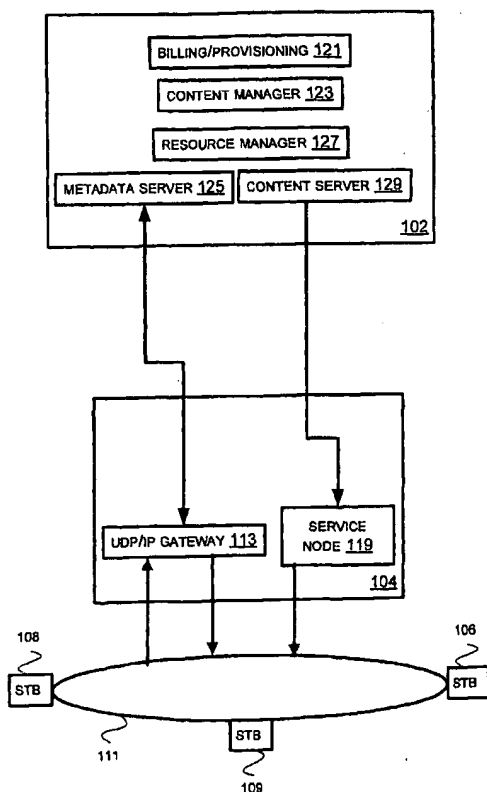 BILLING/PROVISIONING 121
CONTENT MANAGER 123
RESOURCE MANAGER 127
METADATA SERVER 125
CONTENT SERVER 129
102
UDP/IP GATEWAY 113
SERVICE
NODE 119
104
108
STB
106
STB
111
STB
109